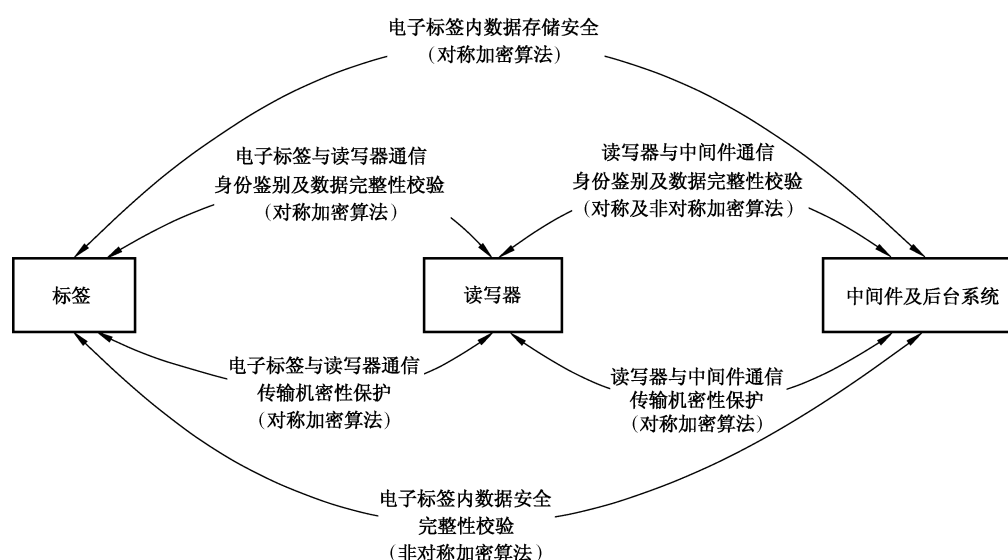 电子标签内数据存储安全
（对称加密算法）
电子标签与读写器通信
身份鉴别及数据完整性校验
（对称加密算法）
读写器与中间件通信
身份鉴别及数据完整性校验
（对称及非对称加密算法）
标签
读写器
中间件及后台系统
电子标签与读写器通信
传输机密性保护
（对称加密算法）
读写器与中间件通信
传输机密性保护
（对称加密算法）
电子标签内数据安全
完整性校验
（非对称加密算法）